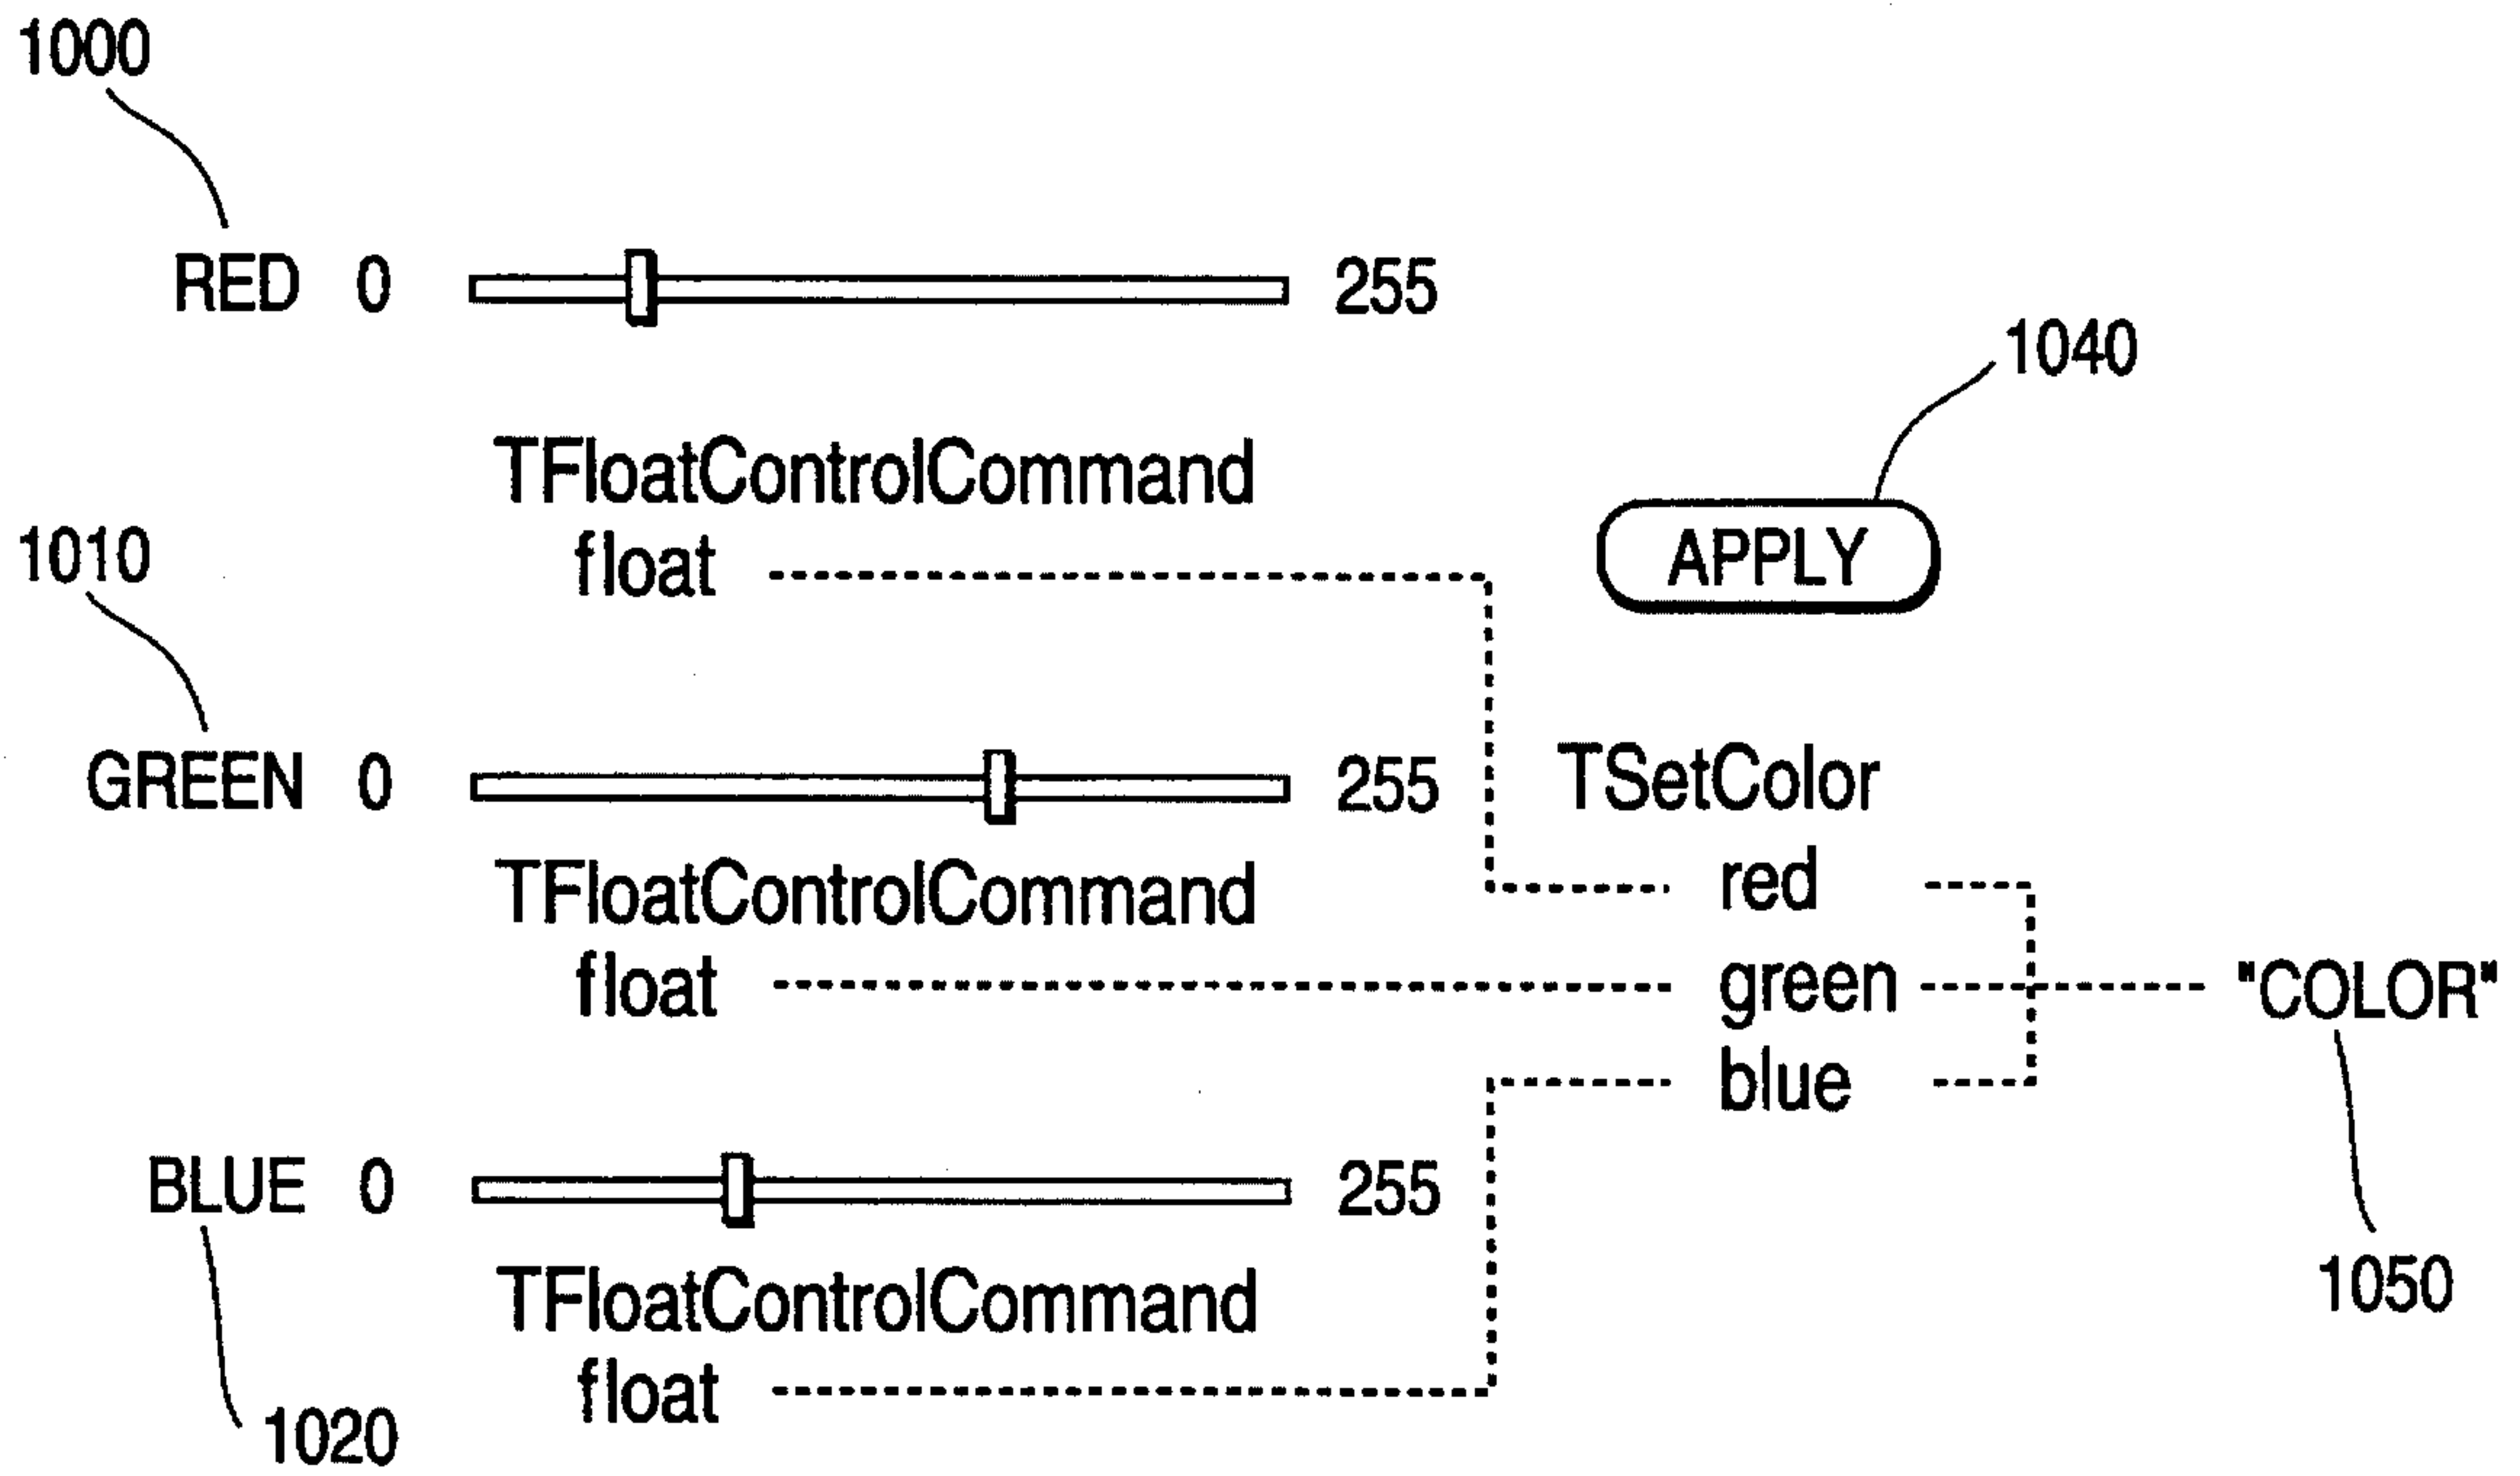 1000
RED 0 255
1040
TFloatControlCommand
float
APPLY
1010
GREEN 0 255
TSetColor
TFloatControlCommand
red
float
green
"COLOR"
blue
BLUE 0 255
TFloatControlCommand
1050
float
1020